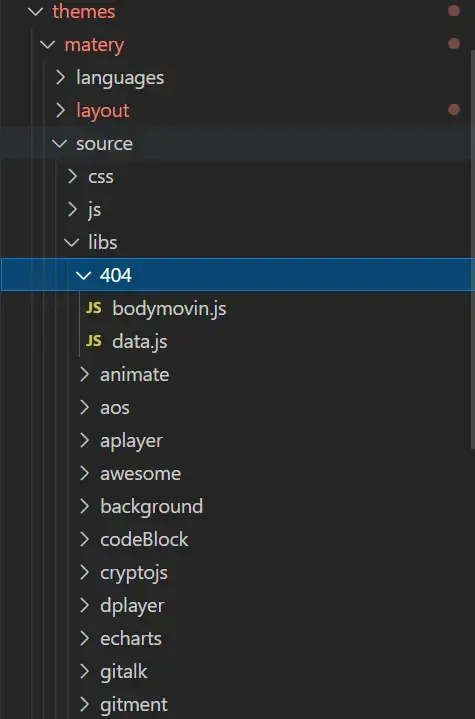 themes
matery
languages
layout
source
css
js
libs
404
JS bodymovin.js
JS data.js
animate
aos
aplayer
awesome
background
codeBlock
cryptojs
dplayer
echarts
gitalk
gitment